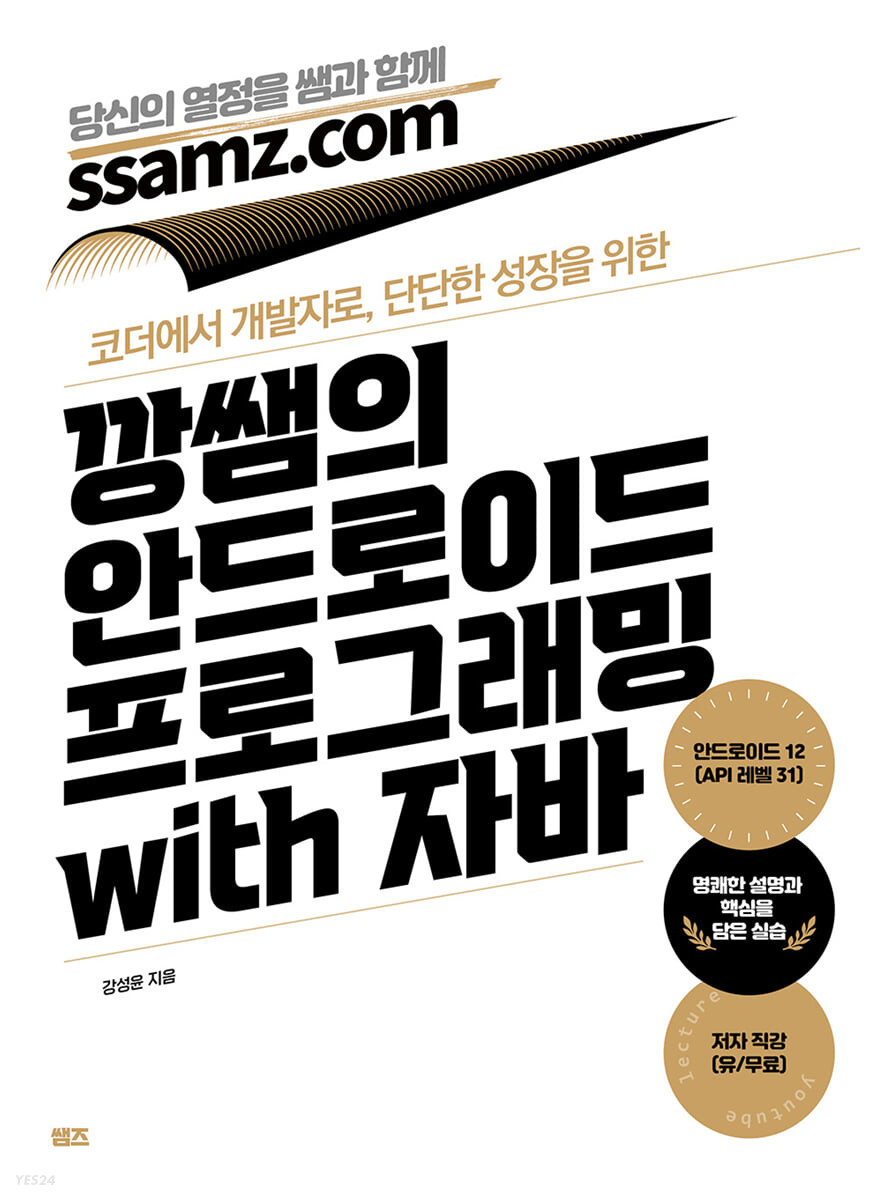 당신의 열정을 쌤과 함께
ssamz.com
코더에서 개발자로, 단단한 성장을 위한
깡쌤의
안드로이드
프로그래밍
with 자바
강성윤 지음
안드로이드 12
(API 레벨 31)
명쾌한 설명과
핵심을
담은 실습
lecture
저자 직강
(유/무료)
youtube
쌤즈
YES24